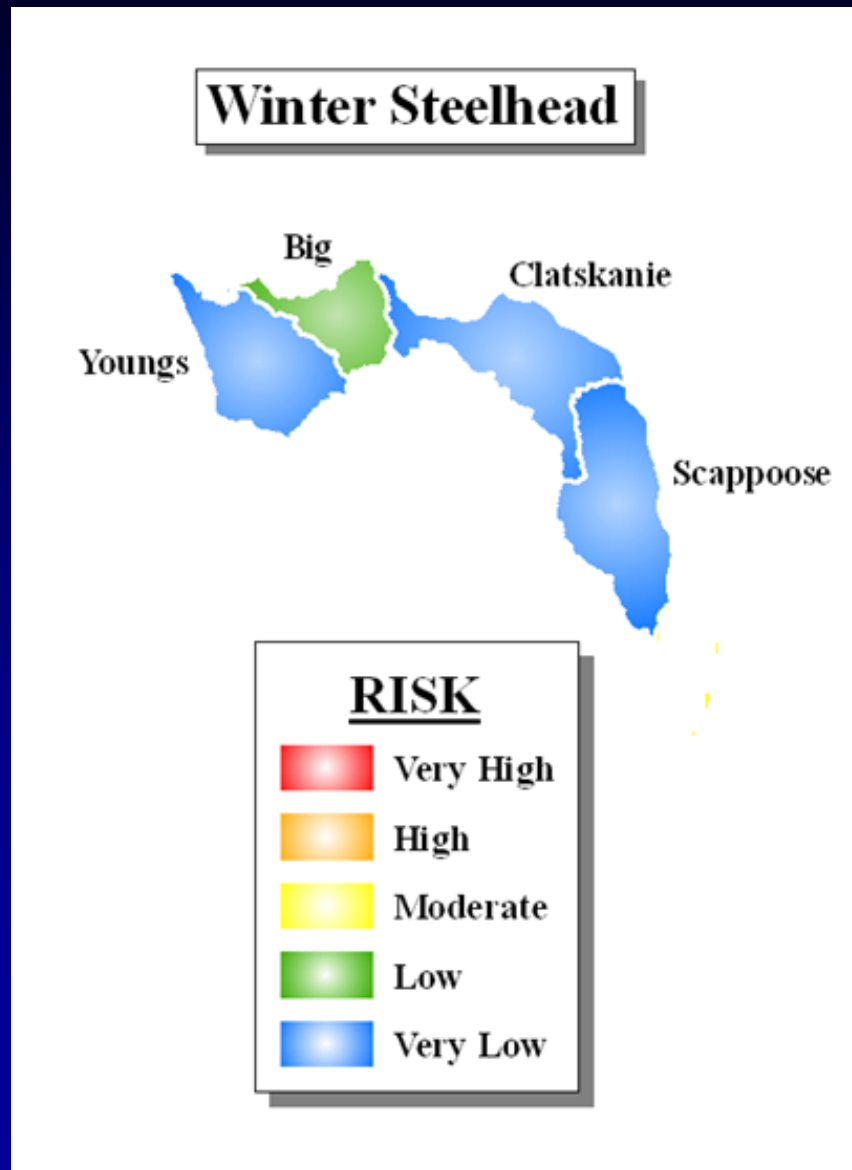 Winter Steelhead
Big
Clatskanie
Youngs
Scappoose
RISK
Very High
High
Moderate
Low
Very Low